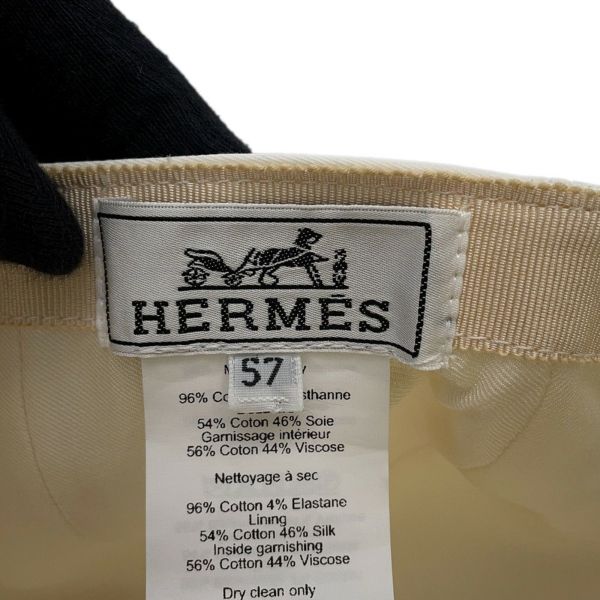 HERMÈS
57
96% Co
54% Coton 46% Soie
Garnissage intérieur
56% Coton 44% Viscose
Nettoyage à sec
96% Cotton 4% Elastane
Lining
54% Cotton 46% Silk
Inside garnishing
56% Cotton 44% Viscose
Dry clean only